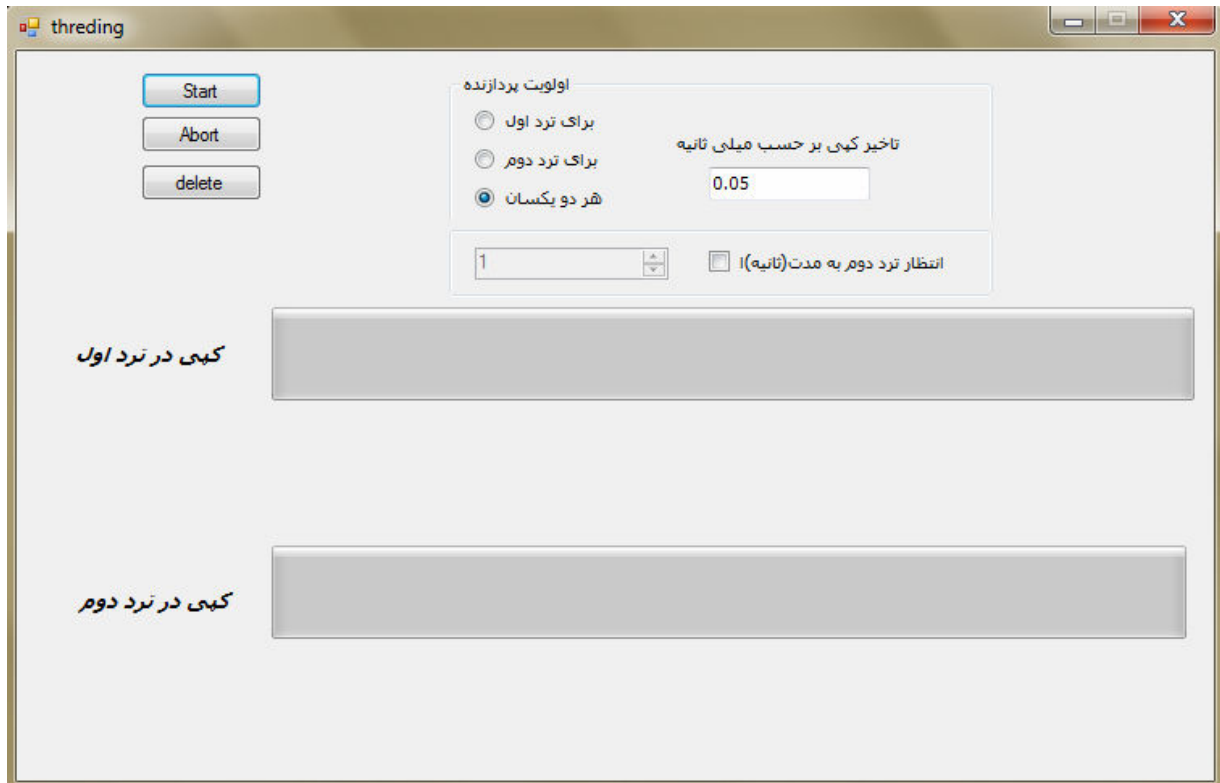 threding
Start
Abort
delete
اولویت پردازنده
برای ترد اول
برای ترد دوم
هر دو یکسان
تاخیر کپی بر حسب میلی ثانیه
0.05
انتظار ترد دوم به مدت(ثانیه)ا
1
کپی در ترد اول
کپی در ترد دوم